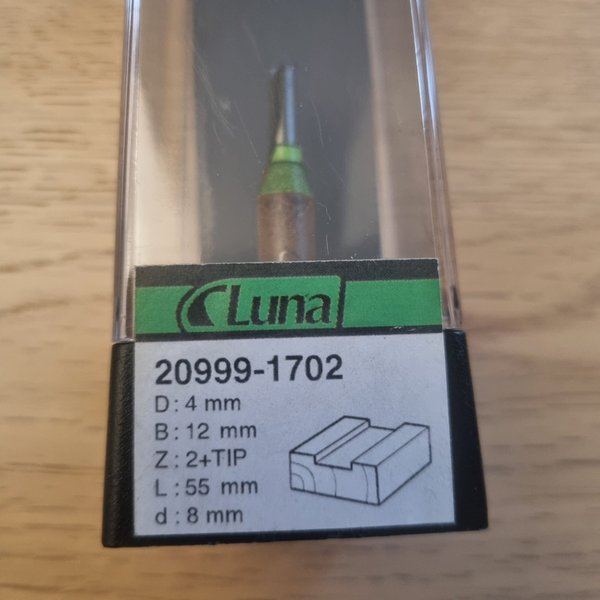 Luna
20999-1702
D : 4 mm
B : 12 mm
Z : 2+TIP
L : 55 mm
d : 8 mm